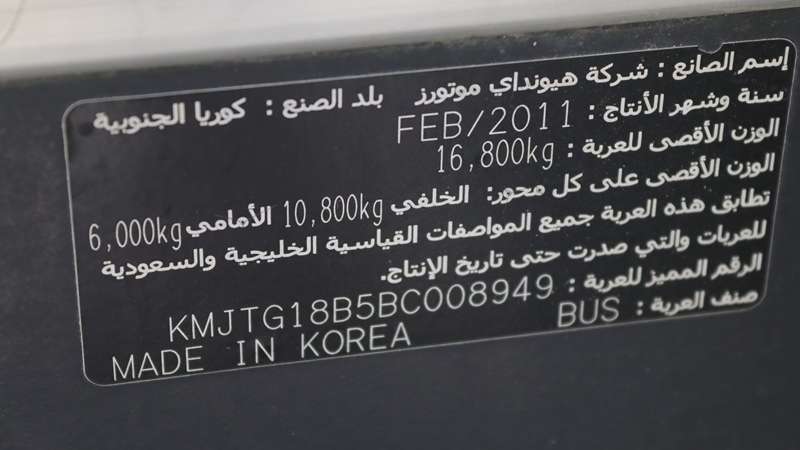 إسم الصانع : شركة هيونداي موتورز بلد الصنع : كوريا الجنوبية
سنة وشهر الأنتاج : FEB/2011
الوزن الأقصى للعربة : 16,800kg
الوزن الأقصى على كل محور: الخلفي 10,800kg الأمامي 6,000kg
تطابق هذه العربة جميع المواصفات القياسية الخليجية والسعودية
للعربات والتي صدرت حتى تاريخ الإنتاج.
الرقم المميز للعربة : KMJTG18B5BC008949
صنف العربة : BUS
MADE IN KOREA